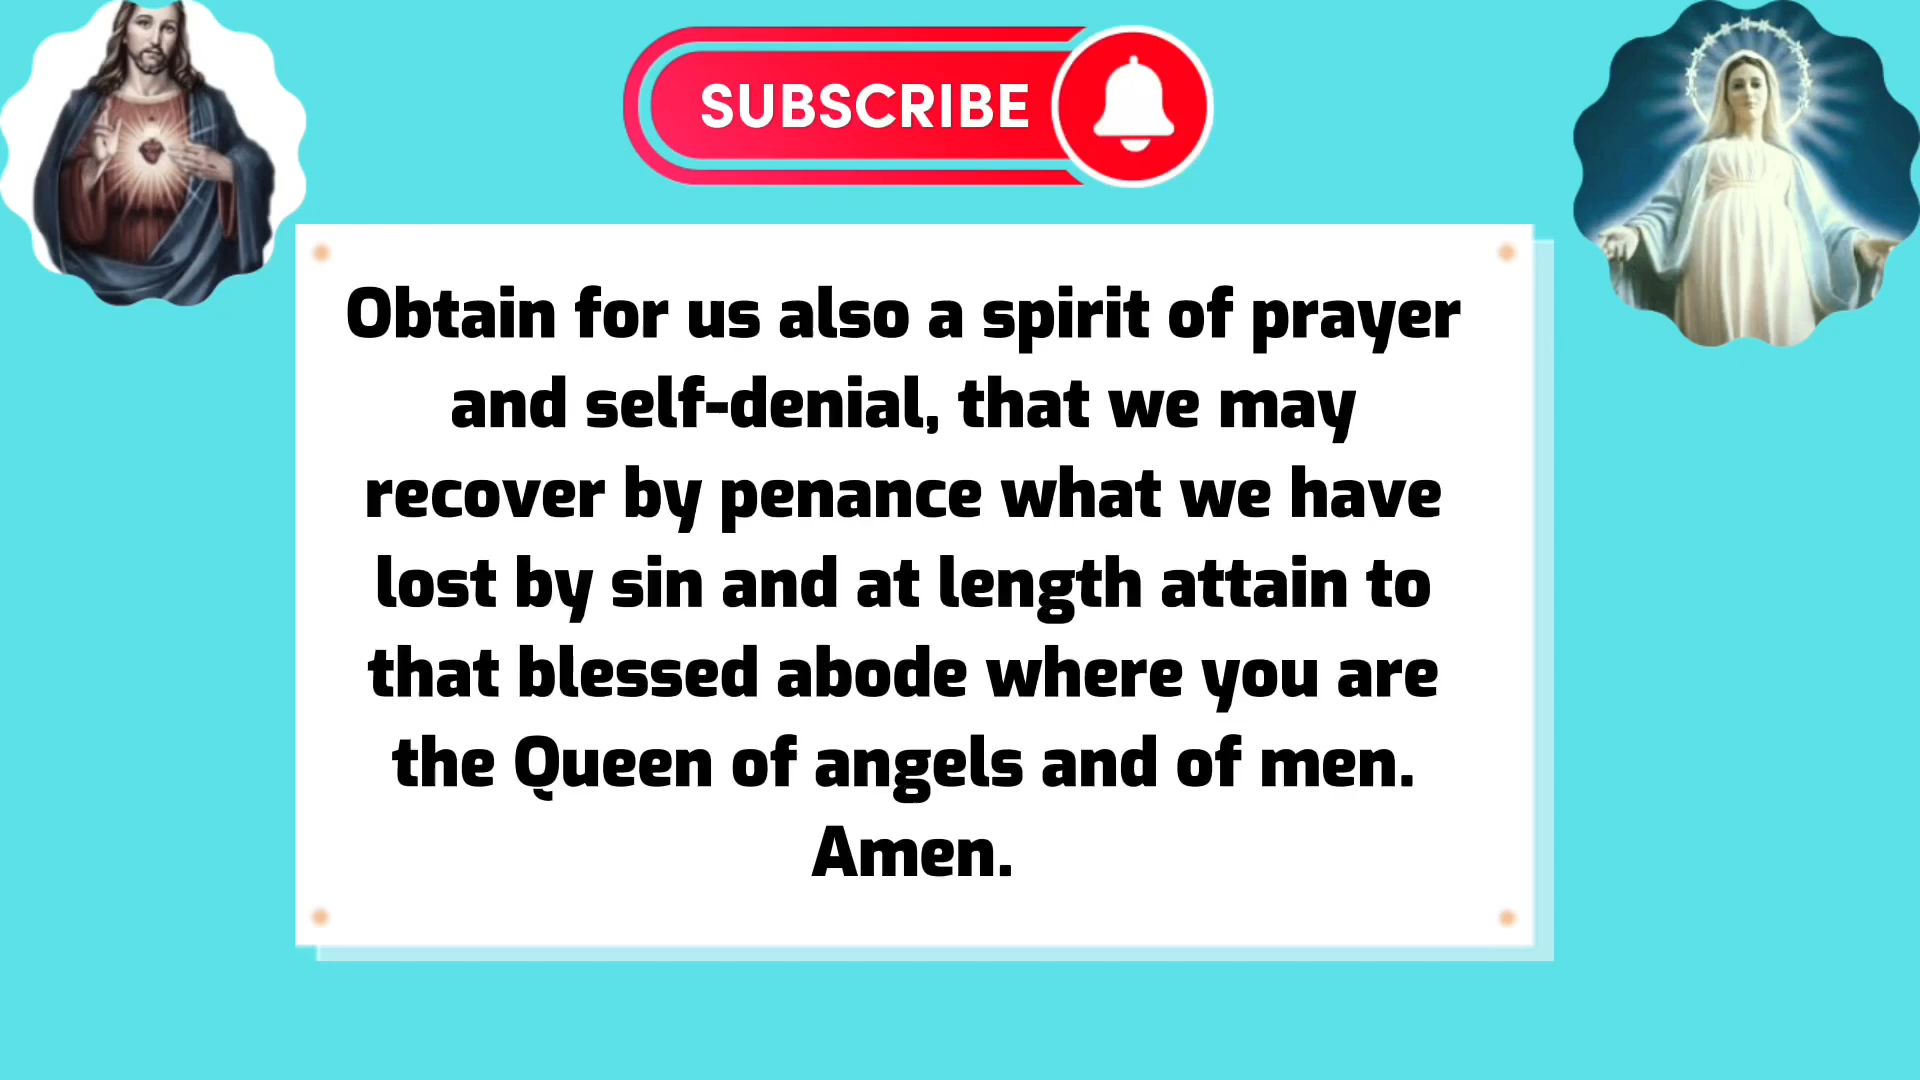 SUBSCRIBE
Obtain for us also a spirit of prayer
and self-denial, that we may
recover by penance what we have
lost by sin and at length attain to
that blessed abode where you are
the Queen of angels and of men.
Amen.